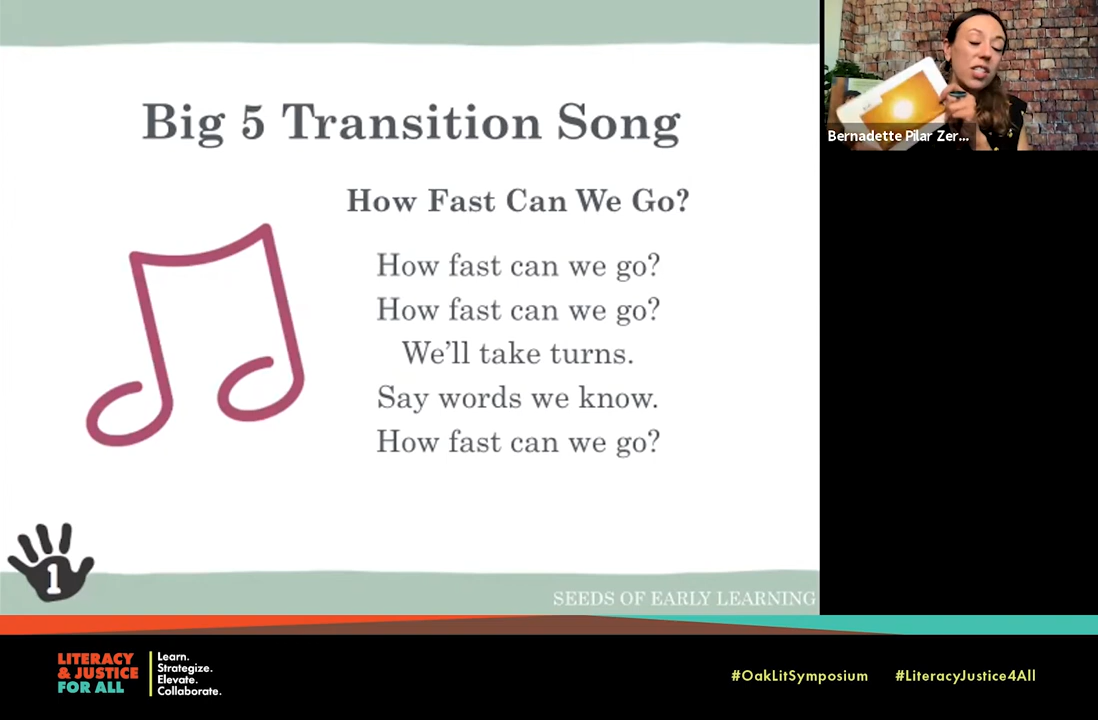 Big 5 Transition Song
How Fast Can We Go?
How fast can we go?
How fast can we go?
We'll take turns.
Say words we know.
How fast can we go?
1
SEEDS OF EARLY LEARNING
Bernadette Pilar Zer...
LITERACY
& JUSTICE
FOR ALL
Learn.
Strategize.
Elevate.
Collaborate.
#OakLitSymposium
#LiteracyJustice4All